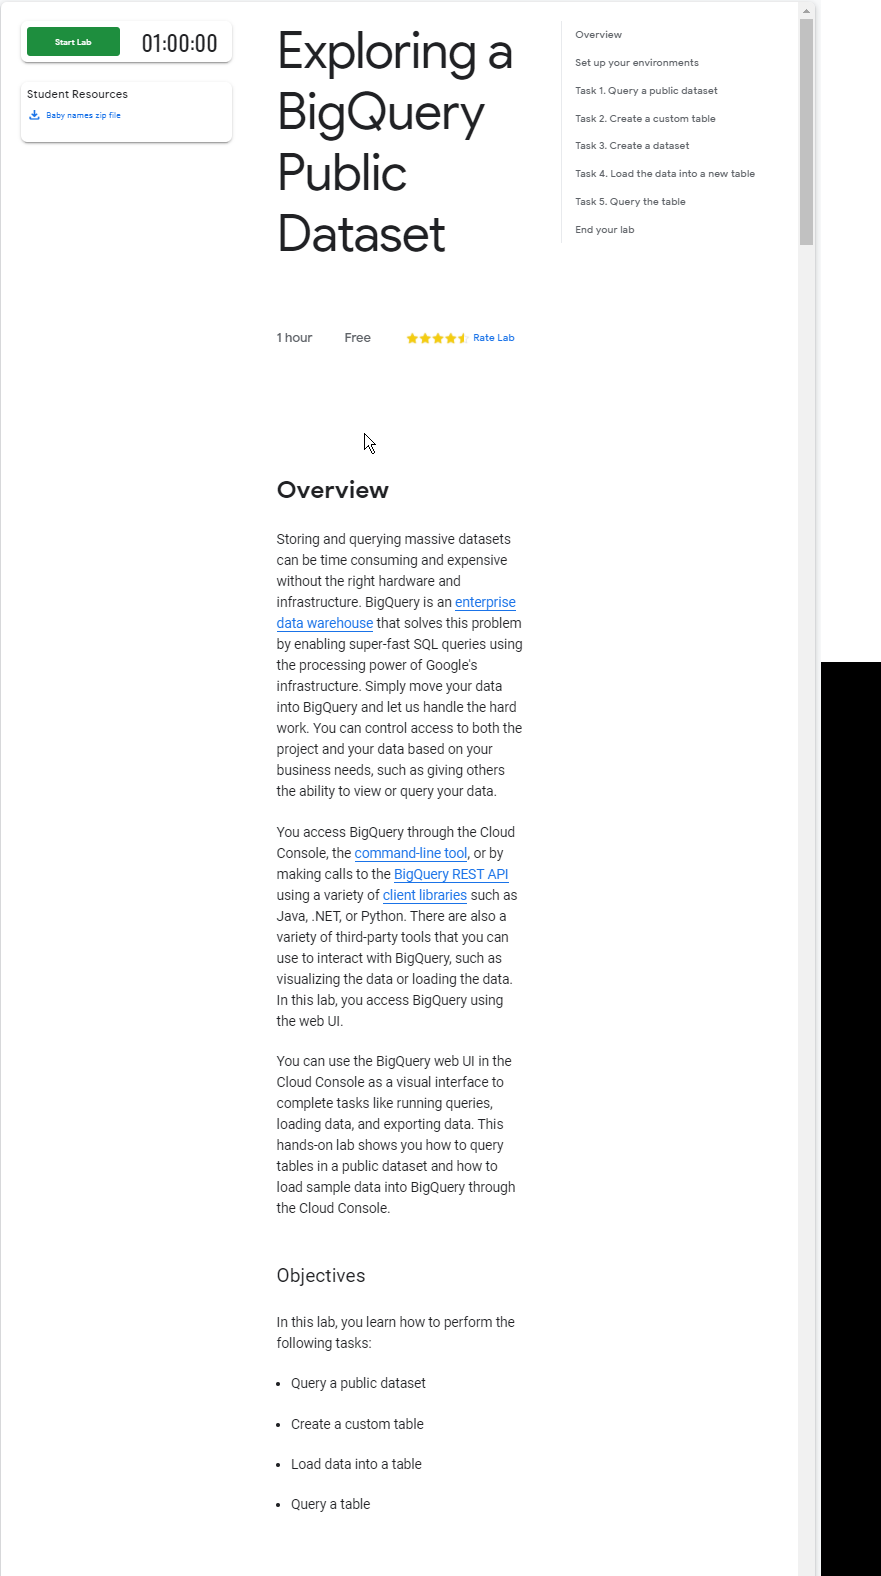 Start Lab
01:00:00
Student Resources
Baby names zip file
Exploring a
BigQuery
Public
Dataset
1 hour
Free
Rate Lab
Overview
Set up your environments
Task 1. Query a public dataset
Task 2. Create a custom table
Task 3. Create a dataset
Task 4. Load the data into a new table
Task 5. Query the table
End your lab
Overview
Storing and querying massive datasets
can be time consuming and expensive
without the right hardware and
infrastructure. BigQuery is an enterprise
data warehouse that solves this problem
by enabling super-fast SQL queries using
the processing power of Google's
infrastructure. Simply move your data
into BigQuery and let us handle the hard
work. You can control access to both the
project and your data based on your
business needs, such as giving others
the ability to view or query your data.
You access BigQuery through the Cloud
Console, the command-line tool, or by
making calls to the BigQuery REST API
using a variety of client libraries such as
Java, .NET, or Python. There are also a
variety of third-party tools that you can
use to interact with BigQuery, such as
visualizing the data or loading the data.
In this lab, you access BigQuery using
the web UI.
You can use the BigQuery web UI in the
Cloud Console as a visual interface to
complete tasks like running queries,
loading data, and exporting data. This
hands-on lab shows you how to query
tables in a public dataset and how to
load sample data into BigQuery through
the Cloud Console.
Objectives
In this lab, you learn how to perform the
following tasks:
• Query a public dataset
• Create a custom table
• Load data into a table
• Query a table